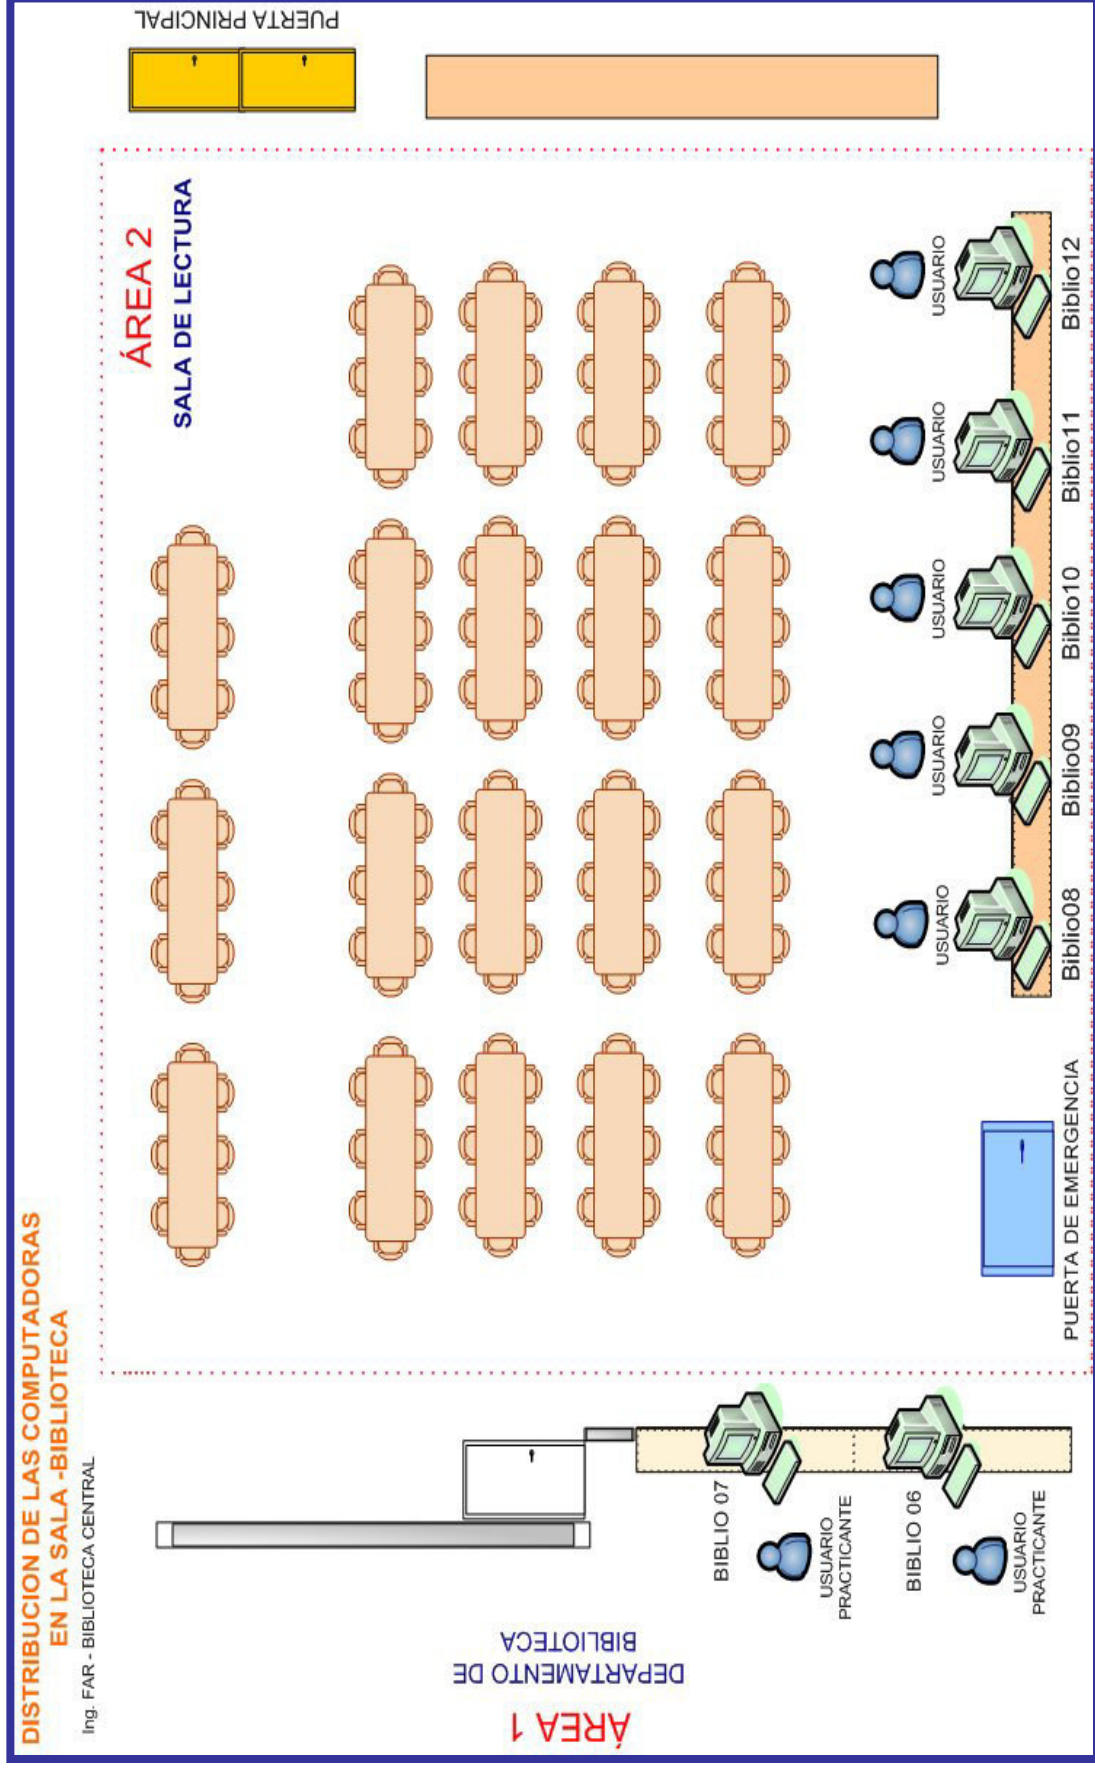 DISTRIBUCION DE LAS COMPUTADORAS
EN LA SALA -BIBLIOTECA
Ing. FAR - BIBLIOTECA CENTRAL
PUERTA PRINCIPAL
ÁREA 2
SALA DE LECTURA
ÁREA 1
DEPARTAMENTO DE
BIBLIOTECA
BIBLIO 07
USUARIO
PRACTICANTE
BIBLIO 06
USUARIO
PRACTICANTE
PUERTA DE EMERGENCIA
USUARIO
Biblio08
USUARIO
Biblio09
USUARIO
Biblio10
USUARIO
Biblio11
USUARIO
Biblio12